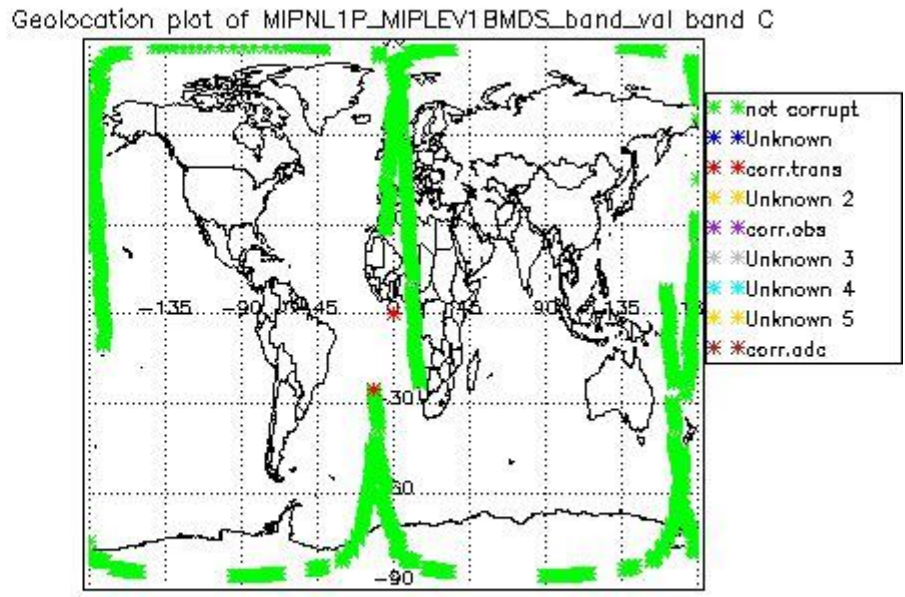 Geolocation plot of MIPNL1P_MIPLEV1BMDS_band_val band C
not corrupt
Unknown
corr.trans
Unknown 2
corr.obs
Unknown 3
Unknown 4
Unknown 5
corr.adc
-135 -90 45 45 90 135
-30
-60
-90